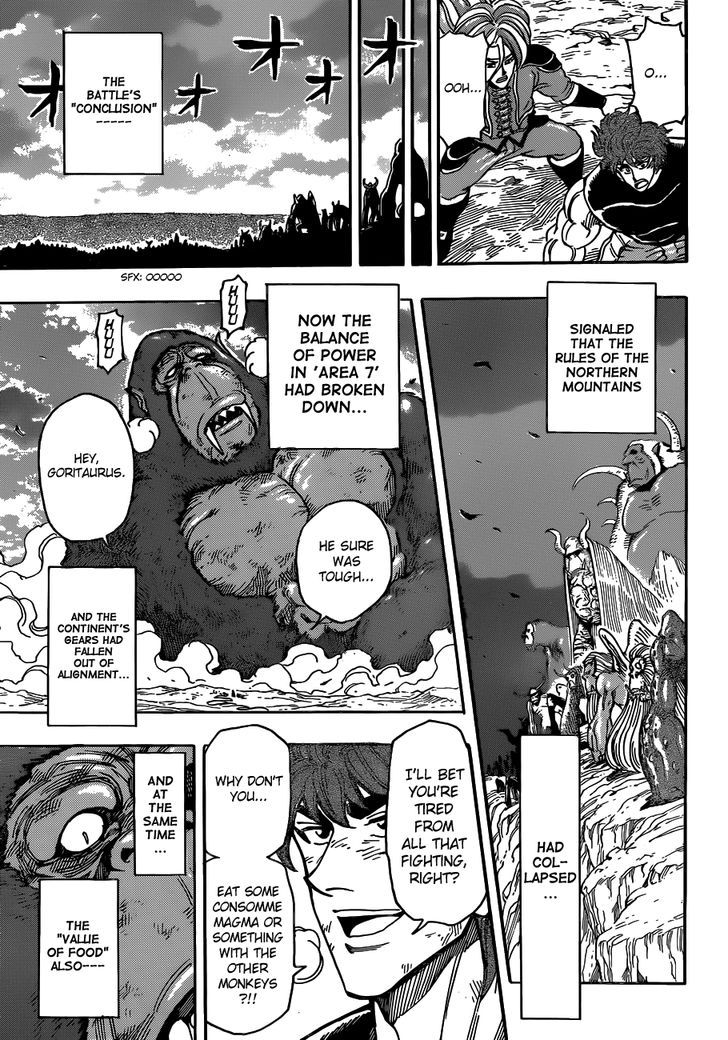 O...
OOH...
オ
オ
オ
オ
オ
THE
BATTLE'S
"CONCLUSION"
-----
SFX: OOOOO
SIGNALED THAT
THE RULES OF THE
NORTHERN
MOUNTAINS
HAD
COL-
LAPSED
...
NOW THE
BALANCE
OF POWER
IN 'AREA 7'
HAD BROKEN
DOWN...
HUU
HUU
HEY,
GORITAURUS.
HE SURE
WAS
TOUGH...
AND THE
CONTINENT'S
GEARS HAD
FALLEN
OUT OF
ALIGNMENT...
I'LL BET
YOU'RE
TIRED
FROM
ALL THAT
FIGHTING,
RIGHT?
WHY DON'T
YOU...
EAT SOME
CONSOMME
MAGMA OR
SOMETHING
WITH THE
OTHER
MONKEYS
?!!
AND
AT THE
SAME
TIME
...
THE
"VALUE
OF FOOD"
ALSO---